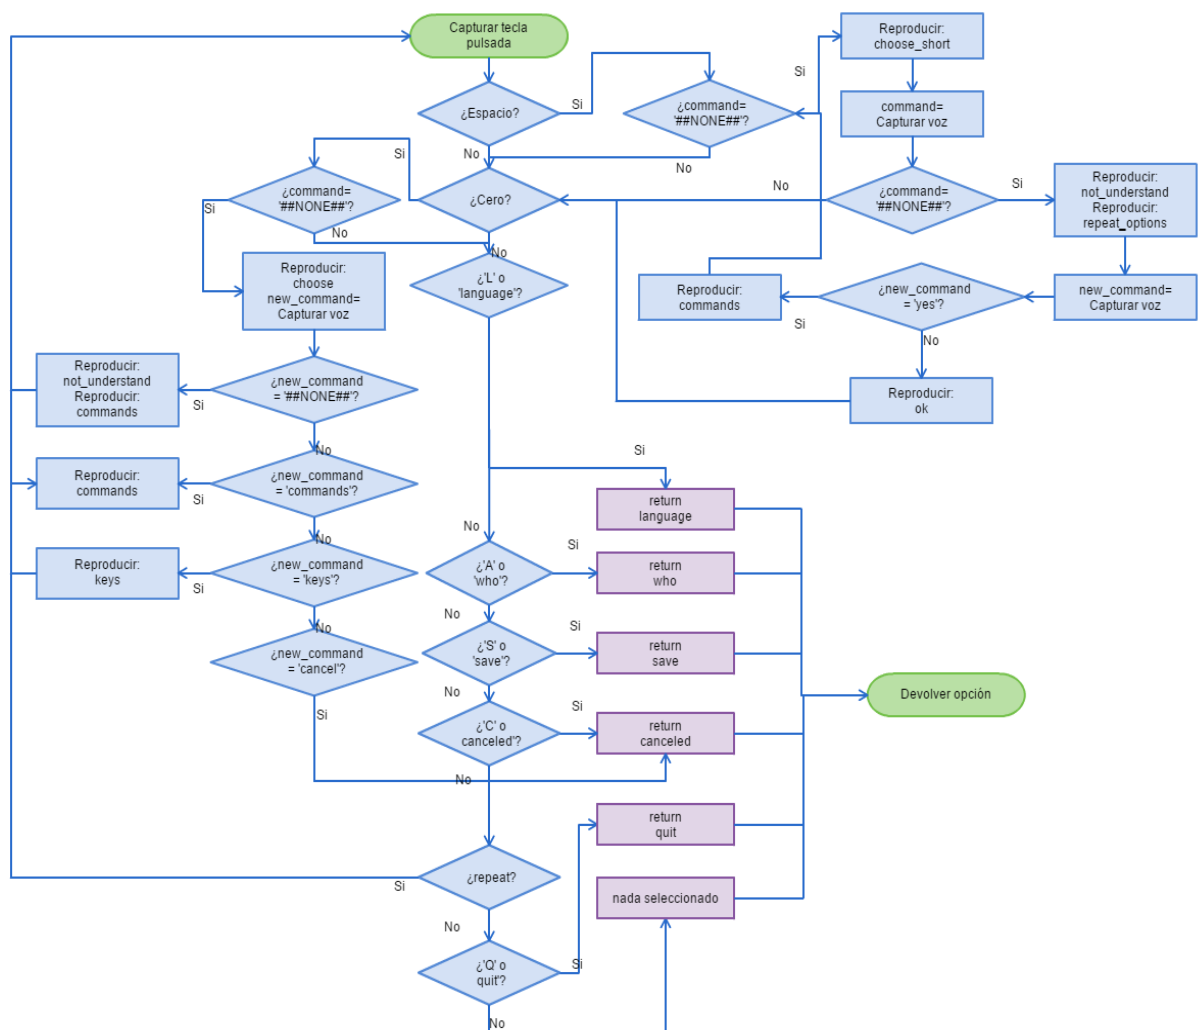 Capturar tecla
pulsada
Reproducir:
choose_short
¿Espacio?
Si
¿command=
'##NONE##'?
Si
command=
Capturar voz
No
No
Si
¿command=
'##NONE##'?
Si
No
¿Cero?
No
¿command=
'##NONE##'?
Si
Reproducir:
not_understand
Reproducir:
repeat_options
No
Reproducir:
choose
new_command=
Capturar voz
¿'L' o
'language'?
Reproducir:
commands
Si
¿new_command
= 'yes'?
new_command=
Capturar voz
No
Reproducir:
ok
Reproducir:
not_understand
Reproducir:
commands
Si
¿new_command
= '##NONE##'?
No
Si
Reproducir:
commands
Si
¿new_command
= 'commands'?
return
language
No
No
Reproducir:
keys
Si
¿new_command
= 'keys'?
¿'A' o
'who'?
Si
return
who
No
No
¿new_command
= 'cancel'?
¿'S' o
'save'?
Si
return
save
Si
No
¿'C' o
canceled'?
Si
return
canceled
Devolver opción
No
return
quit
¿repeat?
Si
nada seleccionado
No
¿'Q' o
quit'?
Si
No